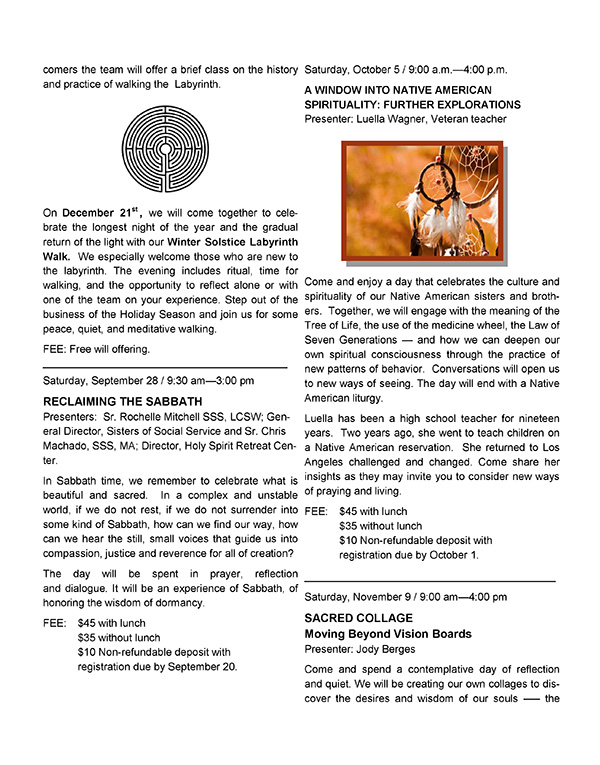 comers the team will offer a brief class on the history
and practice of walking the Labyrinth.
On December 21st, we will come together to cele-
brate the longest night of the year and the gradual
return of the light with our Winter Solstice Labyrinth
Walk. We especially welcome those who are new to
the labyrinth. The evening includes ritual, time for
walking, and the opportunity to reflect alone or with
one of the team on your experience. Step out of the
business of the Holiday Season and join us for some
peace, quiet, and meditative walking.
FEE: Free will offering.
Saturday, September 28 / 9:30 am—3:00 pm
RECLAIMING THE SABBATH
Presenters: Sr. Rochelle Mitchell SSS, LCSW; Gen-
eral Director, Sisters of Social Service and Sr. Chris
Machado, SSS, MA; Director, Holy Spirit Retreat Cen-
ter.
In Sabbath time, we remember to celebrate what is
beautiful and sacred. In a complex and unstable
world, if we do not rest, if we do not surrender into
some kind of Sabbath, how can we find our way, how
can we hear the still, small voices that guide us into
compassion, justice and reverence for all of creation?
The day will be spent in prayer, reflection
and dialogue. It will be an experience of Sabbath, of
honoring the wisdom of dormancy.
FEE: $45 with lunch
$35 without lunch
$10 Non-refundable deposit with
registration due by September 20.
Saturday, October 5 / 9:00 a.m.—4:00 p.m.
A WINDOW INTO NATIVE AMERICAN
SPIRITUALITY: FURTHER EXPLORATIONS
Presenter: Luella Wagner, Veteran teacher
Come and enjoy a day that celebrates the culture and
spirituality of our Native American sisters and broth-
ers. Together, we will engage with the meaning of the
Tree of Life, the use of the medicine wheel, the Law of
Seven Generations — and how we can deepen our
own spiritual consciousness through the practice of
new patterns of behavior. Conversations will open us
to new ways of seeing. The day will end with a Native
American liturgy.
Luella has been a high school teacher for nineteen
years. Two years ago, she went to teach children on
a Native American reservation. She returned to Los
Angeles challenged and changed. Come share her
insights as they may invite you to consider new ways
of praying and living.
FEE: $45 with lunch
$35 without lunch
$10 Non-refundable deposit with
registration due by October 1.
Saturday, November 9 / 9:00 am—4:00 pm
SACRED COLLAGE
Moving Beyond Vision Boards
Presenter: Jody Berges
Come and spend a contemplative day of reflection
and quiet. We will be creating our own collages to dis-
cover the desires and wisdom of our souls —– the